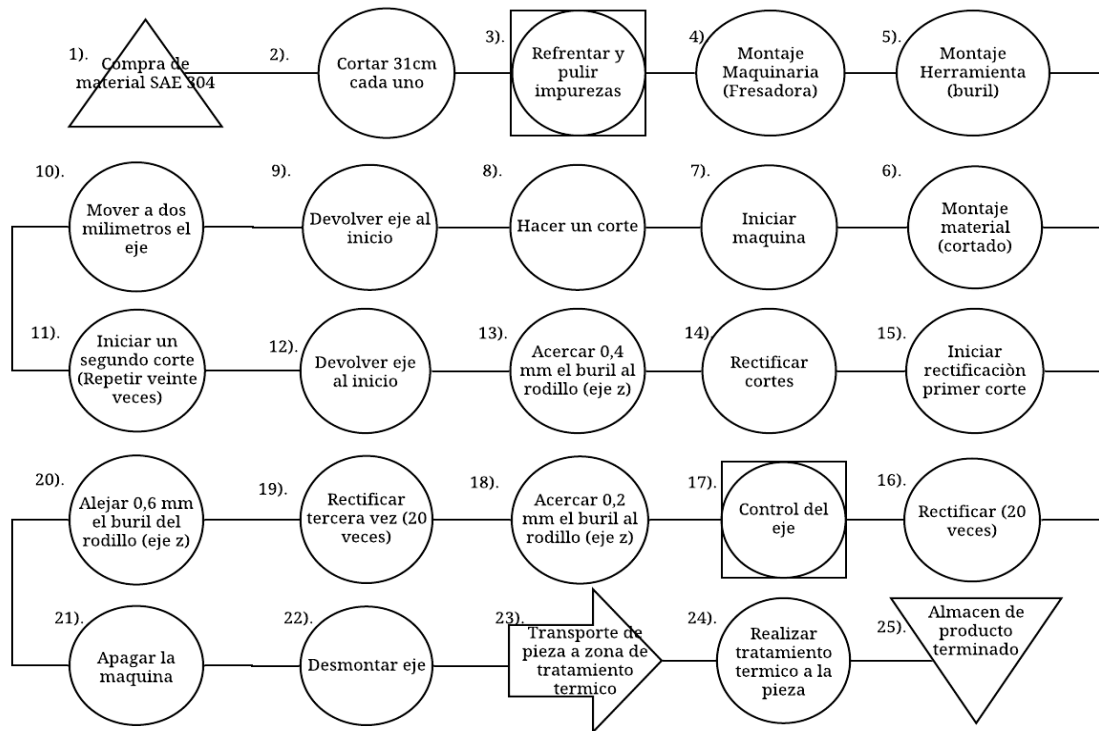 1).
Compra de
material SAE 304
2).
Cortar 31cm
cada uno
3).
Refrentar y
pulir
impurezas
4).
Montaje
Maquinaria
(Fresadora)
5).
Montaje
Herramienta
(buril)
6).
Montaje
material
(cortado)
7).
Iniciar
maquina
8).
Hacer un corte
9).
Devolver eje al
inicio
10).
Mover a dos
milimetros el
eje
11).
Iniciar un
segundo corte
(Repetir veinte
veces)
12).
Devolver eje
al inicio
13).
Acercar 0,4
mm el buril al
rodillo (eje z)
14).
Rectificar
cortes
15).
Iniciar
rectificaciòn
primer corte
16).
Rectificar (20
veces)
17).
Control del
eje
18).
Acercar 0,2
mm el buril al
rodillo (eje z)
19).
Rectificar
tercera vez (20
veces)
20).
Alejar 0,6 mm
el buril del
rodillo (eje z)
21).
Apagar la
maquina
22).
Desmontar eje
23).
Transporte de
pieza a zona de
tratamiento
termico
24).
Realizar
tratamiento
termico a la
pieza
25).
Almacen de
producto
terminado